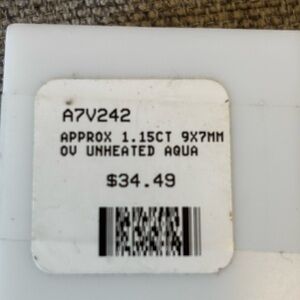 A7V242
APPROX 1.15CT 9X7MM
OV UNHEATED AQUA
$34.49